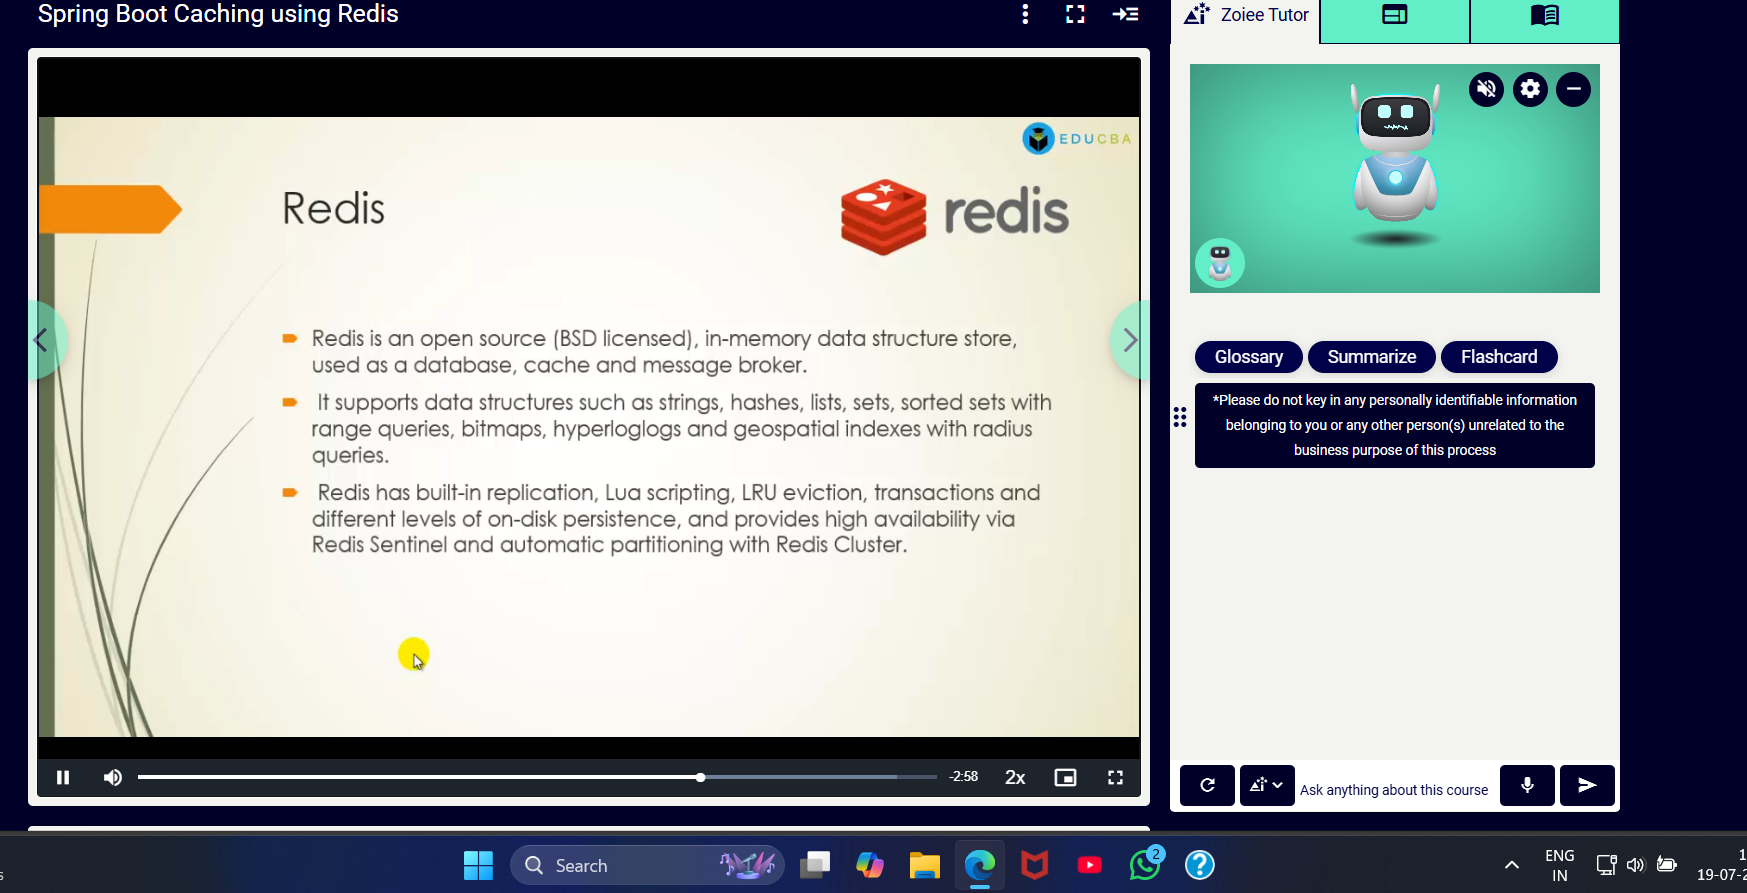 Spring Boot Caching using Redis
Zoiee Tutor
EDUCBA
Redis
redis
Redis is an open source (BSD licensed), in-memory data structure store,
used as a database, cache and message broker.
It supports data structures such as strings, hashes, lists, sets, sorted sets with
range queries, bitmaps, hyperloglogs and geospatial indexes with radius
queries.
Redis has built-in replication, Lua scripting, LRU eviction, transactions and
different levels of on-disk persistence, and provides high availability via
Redis Sentinel and automatic partitioning with Redis Cluster.
-2:58
2x
Glossary
Summarize
Flashcard
*Please do not key in any personally identifiable information
belonging to you or any other person(s) unrelated to the
business purpose of this process
Ask anything about this course
Search
2
ENG
IN
19-07-2